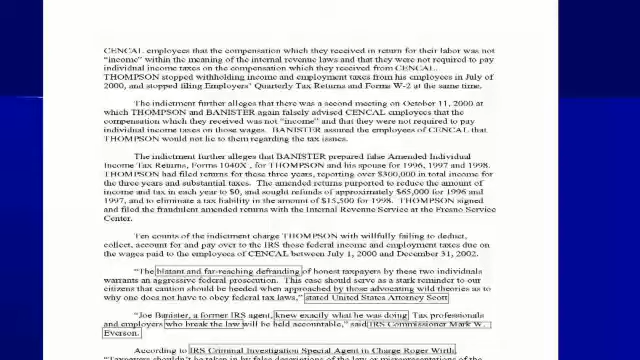 CENCAL employees that the compensation which they received in return for their labor was not
“income” within the meaning of the internal revenue laws and that they were not required to pay
individual income taxes on the compensation which they received from CENCAL.
THOMPSON stopped withholding income and employment taxes from his employees in July of
2000, and stopped filing Employers’ Quarterly Tax Returns and Forms W-2 at the same time.
The indictment further alleges that there was a second meeting on October 11, 2000 at
which THOMPSON and BANISTER again falsely advised CENCAL employees that the
compensation which they received was not “income” and that they were not required to pay
individual income taxes on those wages. BANISTER assured the employees of CENCAL that
THOMPSON would not lie to them regarding the tax issues.
The indictment further alleges that BANISTER prepared false Amended Individual
Income Tax Returns, Forms 1040X, for THOMPSON and his spouse for 1996, 1997 and 1998.
THOMPSON had filed returns for these three years, reporting over $300,000 in total income for
the three years and substantial taxes. The amended returns purported to reduce the amount of
income and tax in each year to $0, and sought refunds of approximately $65,000 for 1996 and
1997, and to eliminate a tax liability in the amount of $15,500 for 1998. THOMPSON signed
and filed the fraudulent amended returns with the Internal Revenue Service at the Fresno Service
Center.
Ten counts of the indictment charge THOMPSON with willfully failing to deduct,
collect, account for and pay over to the IRS those federal income and employment taxes due on
the wages paid to the employees of CENCAL between July 1, 2000 and December 31, 2002.
“The blatant and far-reaching defrauding of honest taxpayers by these two individuals
warrants an aggressive federal prosecution. This case should serve as a stark reminder to our
citizens that caution should be heeded when approached by those advocating wild theories as to
why one does not have to obey federal tax laws,” stated United States Attorney Scott
“Joe Banister, a former IRS agent, knew exactly what he was doing Tax professionals
and employers who break the law will be held accountable,” said IRS Commissioner Mark W.
Everson.
According to IRS Criminal Investigation Special Agent in Charge Roger Wirth,
“Taxpayers shouldn’t be taken in by false descriptions of the law or misrepresentations of the